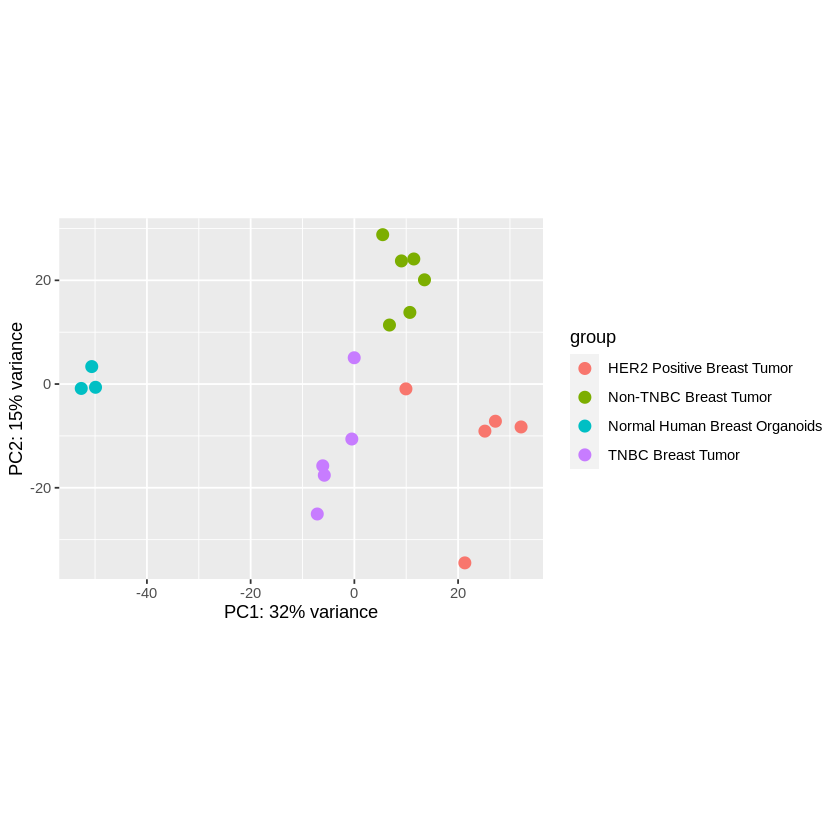 20
0
-20
PC2: 15% variance
-40
-20
0
20
PC1: 32% variance
group
HER2 Positive Breast Tumor
Non-TNBC Breast Tumor
Normal Human Breast Organoids
TNBC Breast Tumor